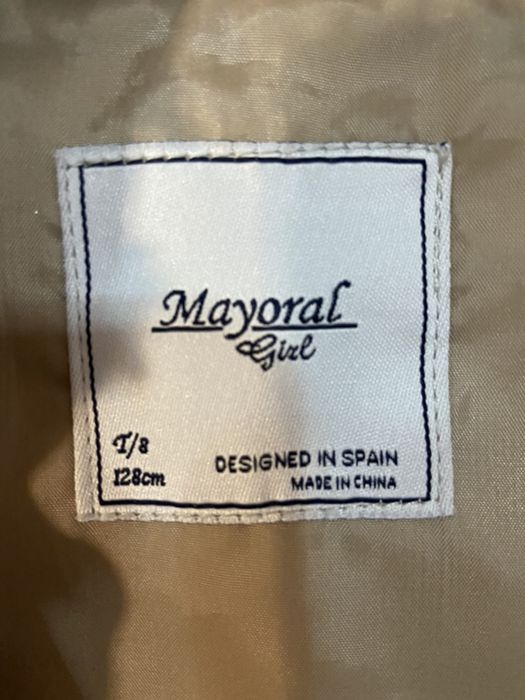 Mayoral
Girl
T/8
128cm
DESIGNED IN SPAIN
MADE IN CHINA